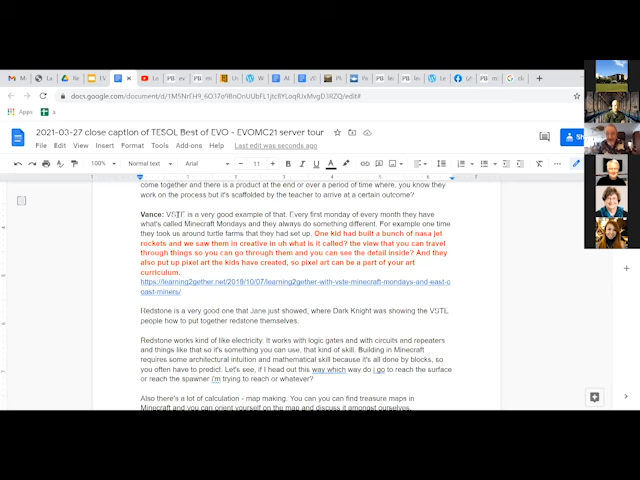 docs.google.com/document/d/
Apps
2021-03-27 close caption of TESOL Best of EVO - EVOMC21 server tour
File Edit View Insert Format Tools Add-ons Help Last edit was seconds ago
100% Normal text Arial 11
come together and there is a product at the end or over a period of time where, you know they
work on the process but it's scaffolded by the teacher to arrive at a certain outcome?
Vance: VSTE is a very good example of that. Every first monday of every month they have
what's called Minecraft Mondays and they always do something different. For example one time
they took us around turtle farms that they had set up. One kid had built a bunch of nasa jet
rockets and we saw them in creative in uh what is it called? the view that you can travel
through things so you can go through them and you can see the detail inside? And they
also put up pixel art the kids have created, so pixel art can be a part of your art
curriculum.
https://learning2gether.net/2019/10/07/learning2gether-with-vste-minecraft-mondays-and-east-c
oast-miners/
Redstone is a very good one that Jane just showed, where Dark Knight was showing the VSTE
people how to put together redstone themselves.
Redstone works kind of like electricity. It works with logic gates and with circuits and repeaters
and things like that so it's something you can use, that kind of skill. Building in Minecraft
requires some architectural intuition and mathematical skill because it's all done by blocks, so
you often have to predict. Let's see, if I head out this way which way do i go to reach the surface
or reach the spawner i'm trying to reach or whatever?
Also there's a lot of calculation - map making. You can you can find treasure maps in
Minecraft and you can orient yourself on the map and discuss it amongst ourselves.